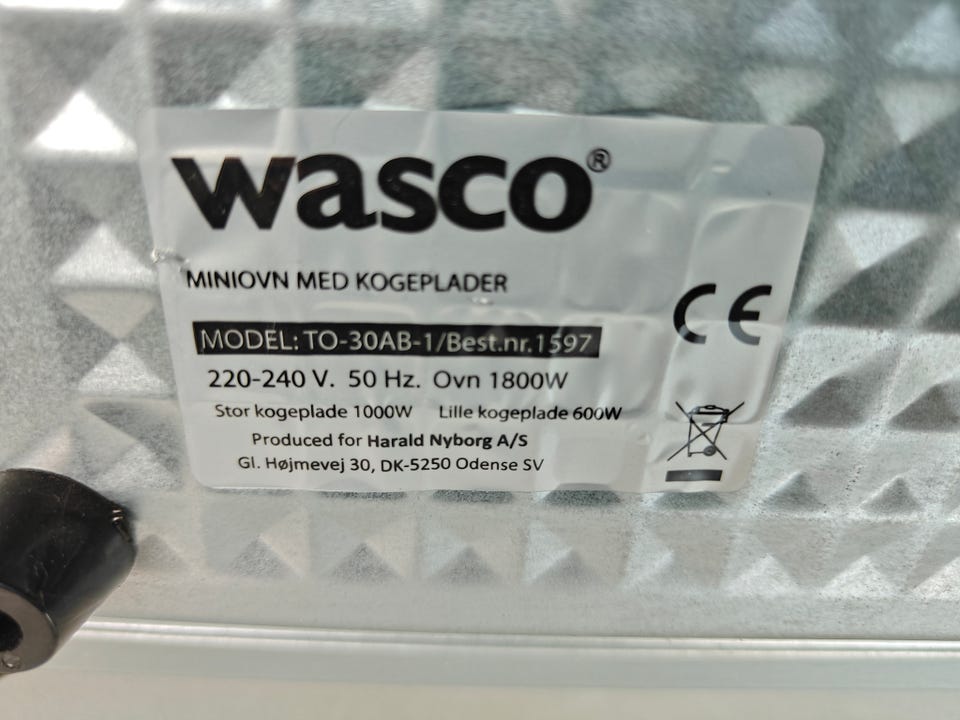 wasco®
MINIOVN MED KOGEPLADER
MODEL: TO-30AB-1/Best.nr.1597
220-240 V. 50 Hz. Ovn 1800W
Stor kogeplade 1000W Lille kogeplade 600W
Produced for Harald Nyborg A/S
Gl. Højmevej 30, DK-5250 Odense SV
CE